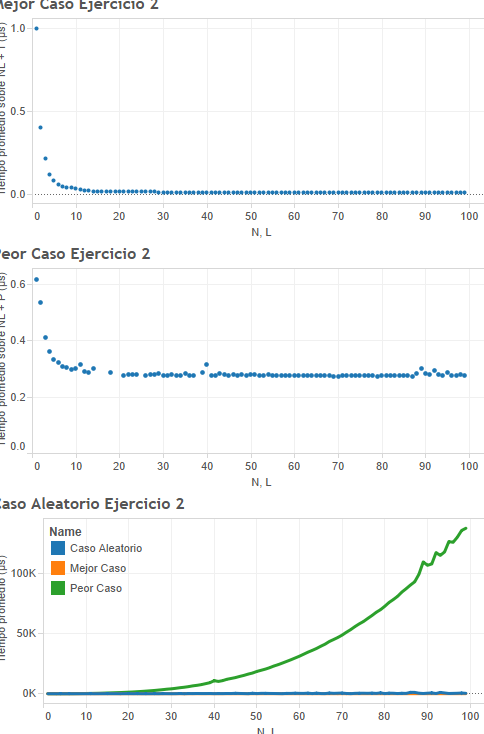 Mejor Caso Ejercicio 2
Tiempo promedio sobre NL + (µs)
1.0
0.5
0.0
0 10 20 30 40 50 60 70 80 90 100
N, L
Peor Caso Ejercicio 2
Tiempo promedio sobre NL + (µs)
0.6
0.4
0.2
0.0
0 10 20 30 40 50 60 70 80 90 100
N, L
Caso Aleatorio Ejercicio 2
Tiempo promedio (µs)
Name
Caso Aleatorio
Mejor Caso
Peor Caso
100K
50K
0K
0 10 20 30 40 50 60 70 80 90 100
N, L